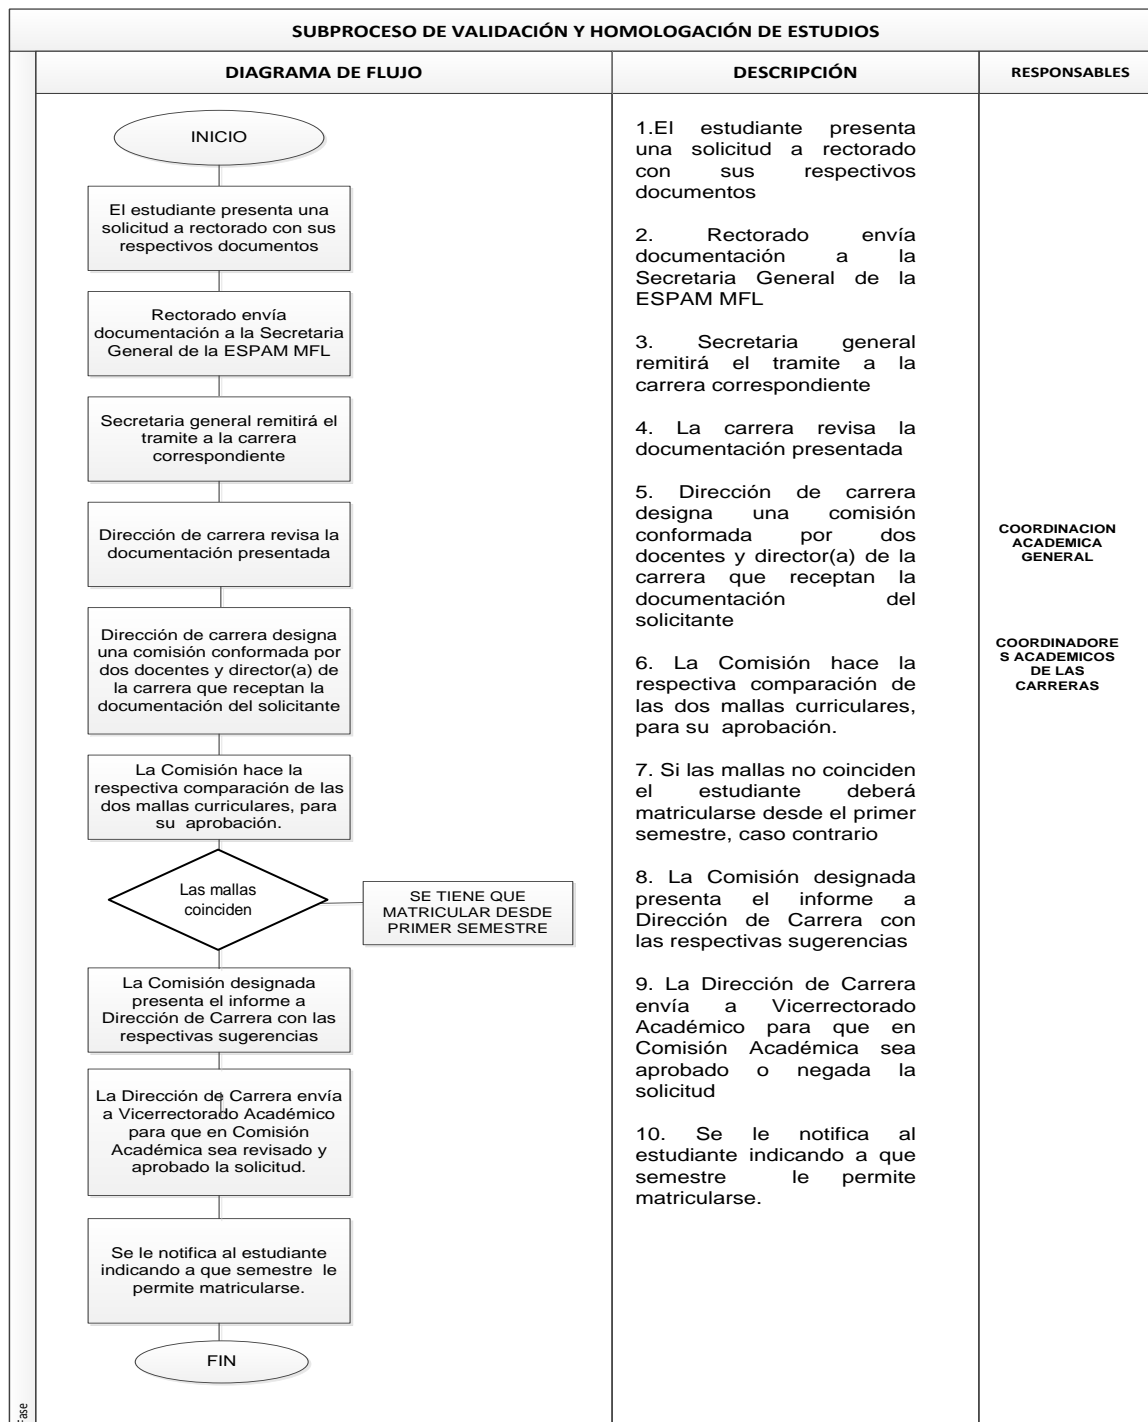 SUBPROCESO DE VALIDACIÓN Y HOMOLOGACIÓN DE ESTUDIOS
DIAGRAMA DE FLUJO
DESCRIPCIÓN
RESPONSABLES
INICIO
El estudiante presenta una
solicitud a rectorado con sus
respectivos documentos
Rectorado envía
documentación a la Secretaria
General de la ESPAM MFL
Secretaria general remitirá el
tramite a la carrera
correspondiente
Dirección de carrera revisa la
documentación presentada
Dirección de carrera designa
una comisión conformada por
dos docentes y director(a) de
la carrera que receptan la
documentación del solicitante
La Comisión hace la
respectiva comparación de las
dos mallas curriculares, para
su aprobación.
Las mallas
coinciden
SE TIENE QUE
MATRICULAR DESDE
PRIMER SEMESTRE
La Comisión designada
presenta el informe a
Dirección de Carrera con las
respectivas sugerencias
La Dirección de Carrera envía
a Vicerrectorado Académico
para que en Comisión
Académica sea revisado y
aprobado la solicitud.
Se le notifica al estudiante
indicando a que semestre le
permite matricularse.
FIN
1.El estudiante presenta
una solicitud a rectorado
con sus respectivos
documentos
2. Rectorado envía
documentación a la
Secretaria General de la
ESPAM MFL
3. Secretaria general
remitirá el tramite a la
carrera correspondiente
4. La carrera revisa la
documentación presentada
5. Dirección de carrera
designa una comisión
conformada por dos
docentes y director(a) de la
carrera que receptan la
documentación del
solicitante
6. La Comisión hace la
respectiva comparación de
las dos mallas curriculares,
para su aprobación.
7. Si las mallas no coinciden
el estudiante deberá
matricularse desde el primer
semestre, caso contrario
8. La Comisión designada
presenta el informe a
Dirección de Carrera con
las respectivas sugerencias
9. La Dirección de Carrera
envía a Vicerrectorado
Académico para que en
Comisión Académica sea
aprobado o negada la
solicitud
10. Se le notifica al
estudiante indicando a que
semestre le permite
matricularse.
COORDINACION
ACADEMICA
GENERAL
COORDINADORE
S ACADEMICOS
DE LAS
CARRERAS
Fase